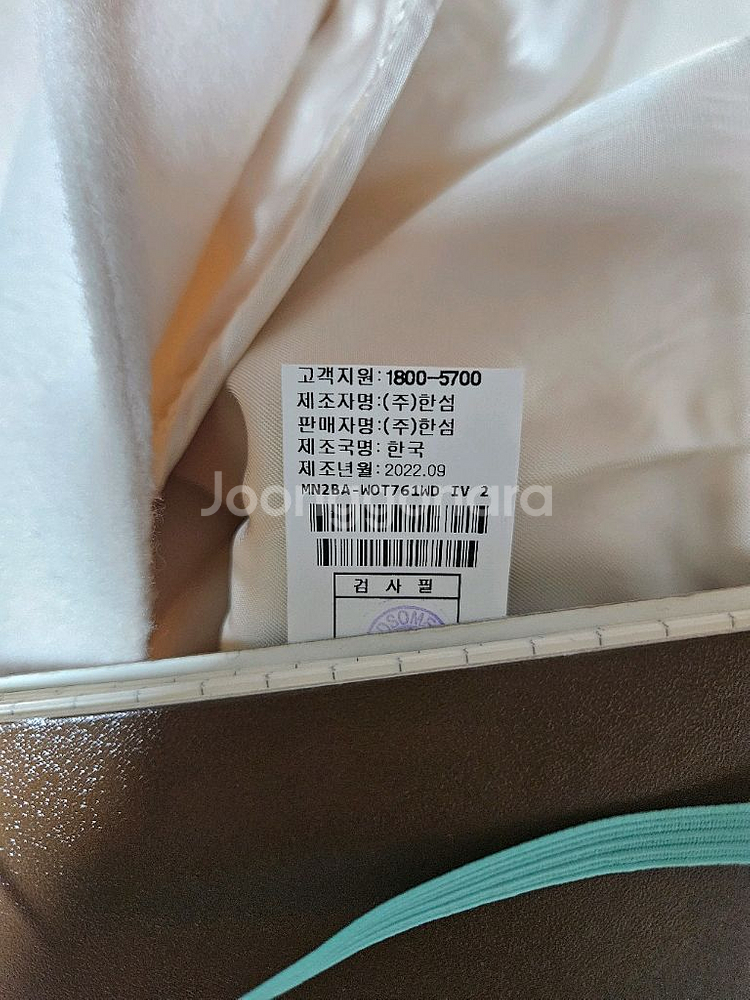 고객지원:1800-5700
제조자명:(주)한섬
판매자명:(주)한섬
제조국명: 한국
제조년월: 2022.09
MN2BA-WOT761WD IV 2
Joonggonara
검 사 필